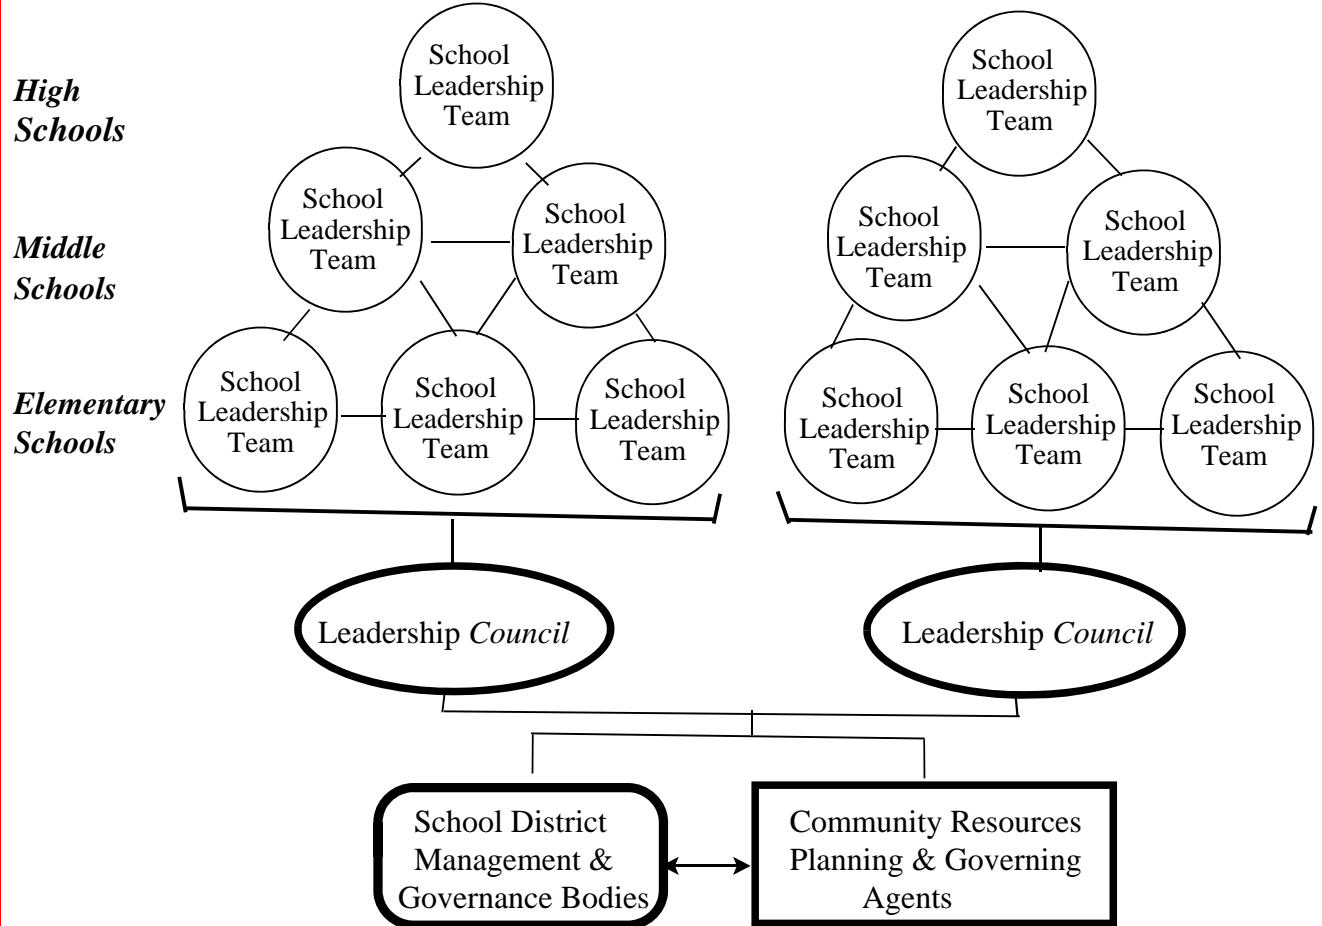 High
Schools
School
Leadership
Team
School
Leadership
Team
Middle
Schools
School
Leadership
Team
School
Leadership
Team
School
Leadership
Team
School
Leadership
Team
Elementary
Schools
School
Leadership
Team
School
Leadership
Team
School
Leadership
Team
School
Leadership
Team
School
Leadership
Team
School
Leadership
Team
Leadership Council
Leadership Council
School District
Management &
Governance Bodies
Community Resources
Planning & Governing
Agents